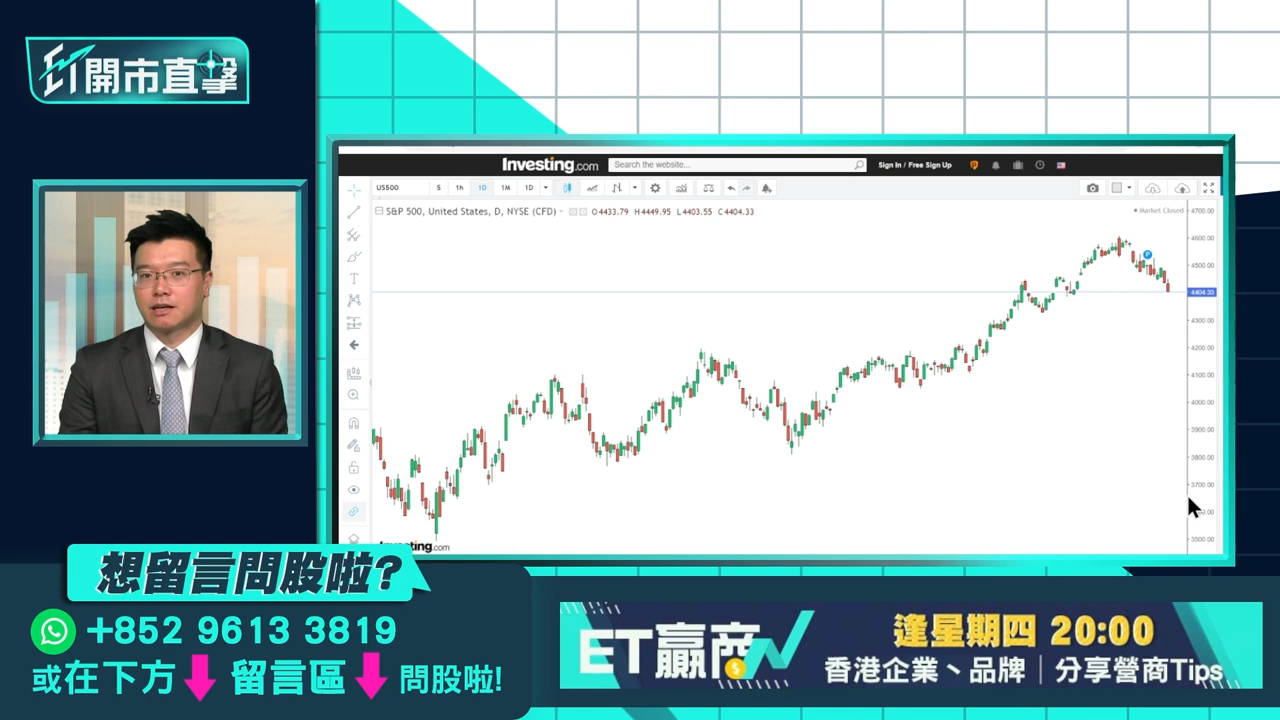 ET開市直擊
Investing.com
Search the website...
Sign In / Free Sign Up
US500
5
1h
1D
1M
1D
S&P 500, United States, D, NYSE (CFD)
O4433.79 H4449.95 L4403.55 C4404.33
Market Closed
4700.00
4600.00
4500.00
4404.33
4300.00
4200.00
4100.00
4000.00
3900.00
3800.00
3700.00
3500.00
想留言問股啦?
+852 9613 3819
或在下方 留言區 問股啦!
ET贏商
逢星期四 20:00
香港企業、品牌｜分享營商Tips